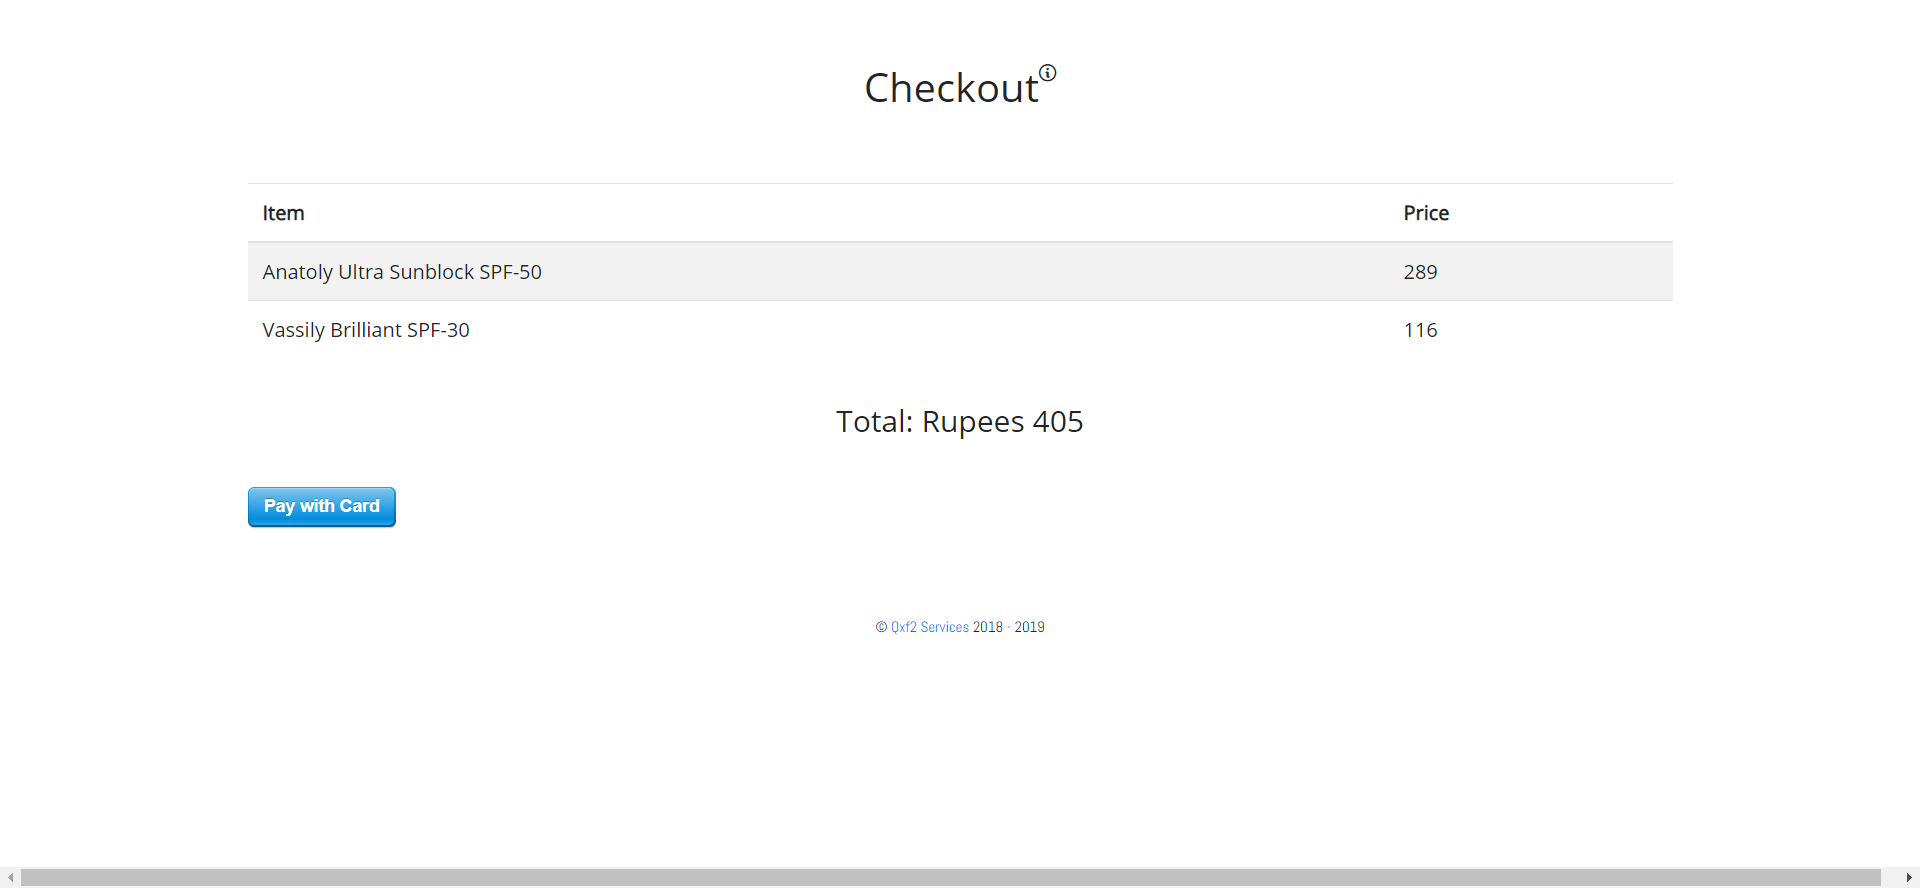 Checkout
Item Price
Anatoly Ultra Sunblock SPF-50 289
Vassily Brilliant SPF-30 116
Total: Rupees 405
Pay with Card
© Qxf2 Services 2018 - 2019